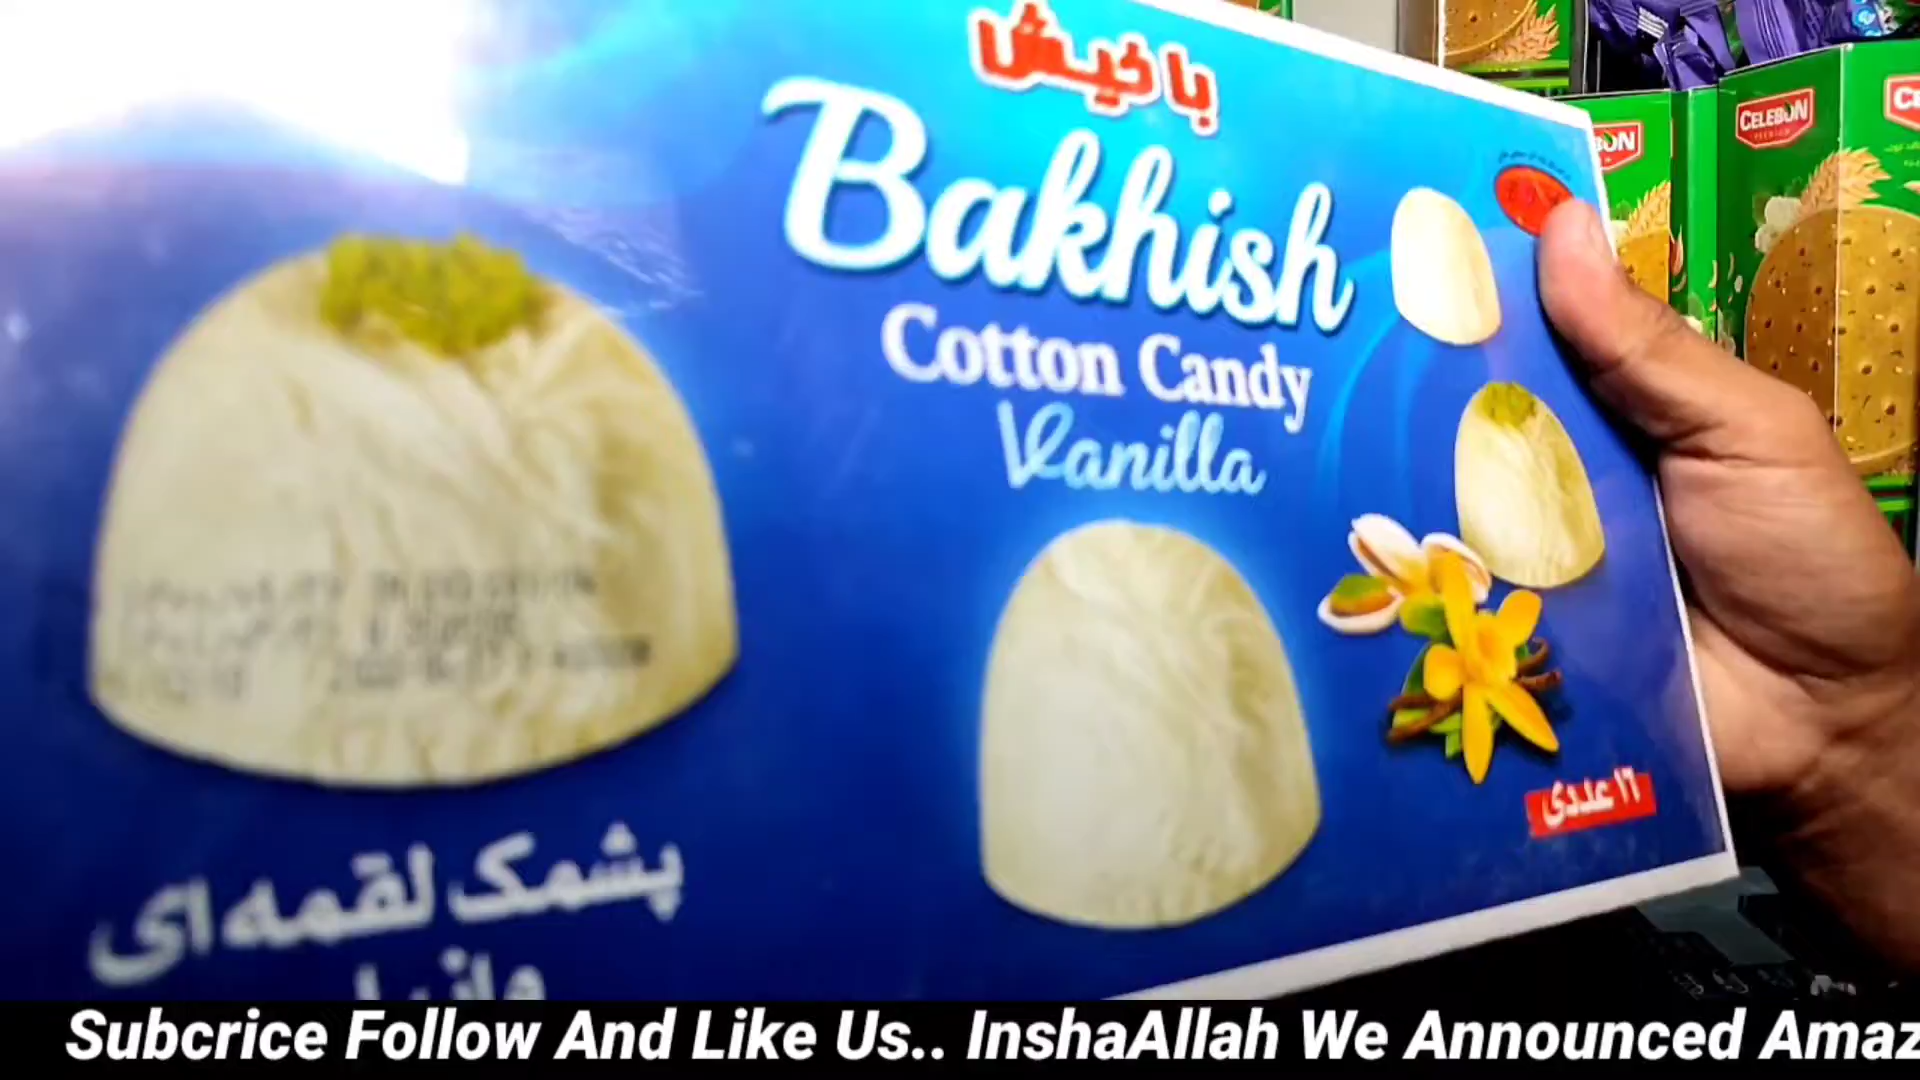 باخیش
Bakhish
Cotton Candy
Vanilla
CELEBON
PREMIUM
۱۶ عددی
پشمک لقمه‌ای
Subcrice Follow And Like Us.. InshaAllah We Announced Amaz